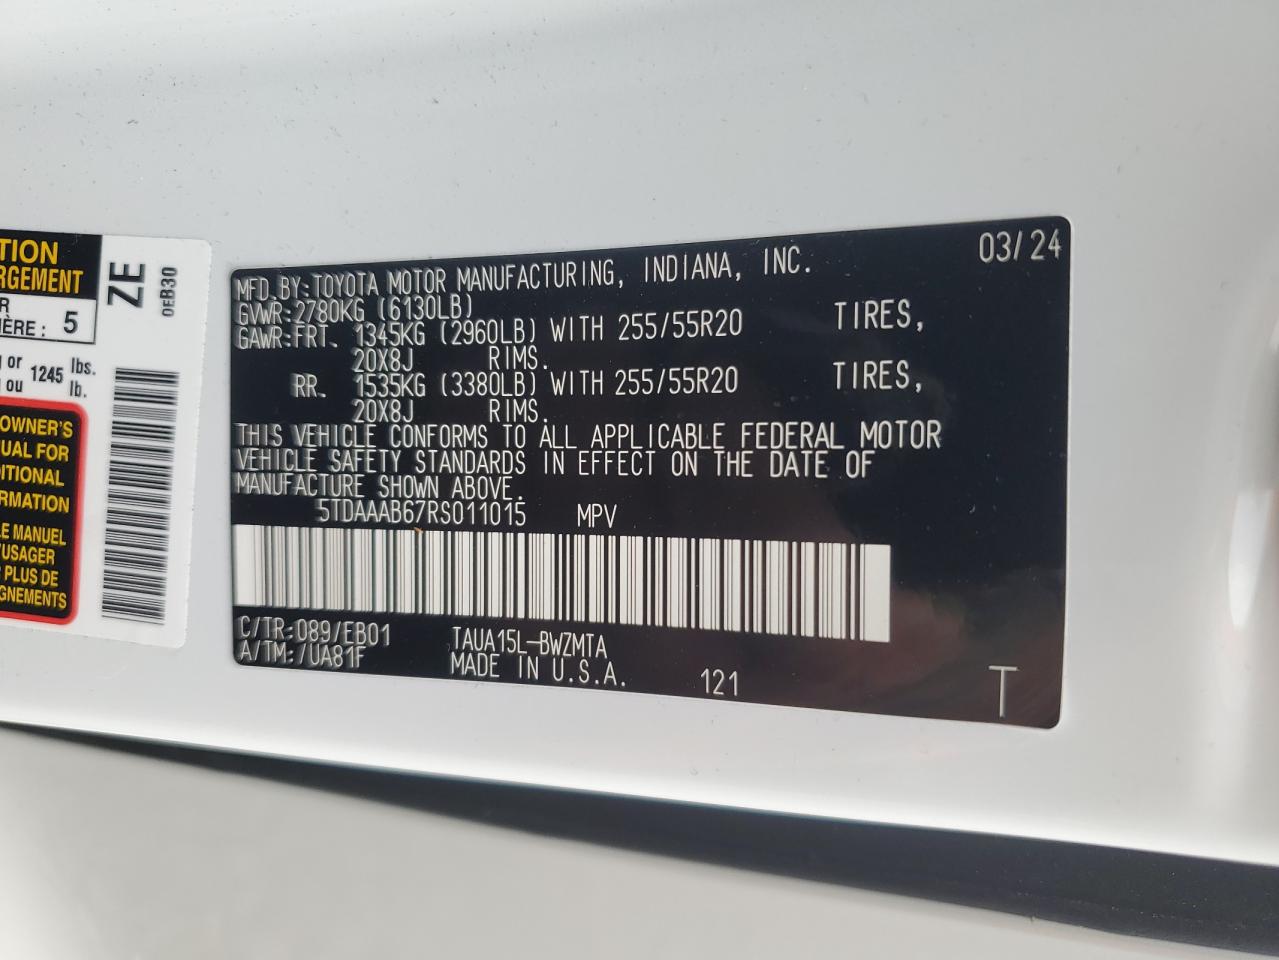 TION
RGEMENT
R
IÈRE : 5
or 1245 lbs.
ou lb.
OWNER'S
UAL FOR
ITIONAL
RMATION
LE MANUEL
'USAGER
PLUS DE
GNEMENTS
ZE
0EB30
03/24
MFD.BY:TOYOTA MOTOR MANUFACTURING, INDIANA, INC.
GVWR:2780KG (6130LB)
GAWR:FRT. 1345KG (2960LB) WITH 255/55R20 TIRES,
20X8J RIMS.
RR. 1535KG (3380LB) WITH 255/55R20 TIRES,
20X8J RIMS.
THIS VEHICLE CONFORMS TO ALL APPLICABLE FEDERAL MOTOR
VEHICLE SAFETY STANDARDS IN EFFECT ON THE DATE OF
MANUFACTURE SHOWN ABOVE.
5TDAAAB67RS011015 MPV
C/TR:089/EB01 TAUA15L-BWZMTA
A/TM:/UA81F MADE IN U.S.A. 121
T